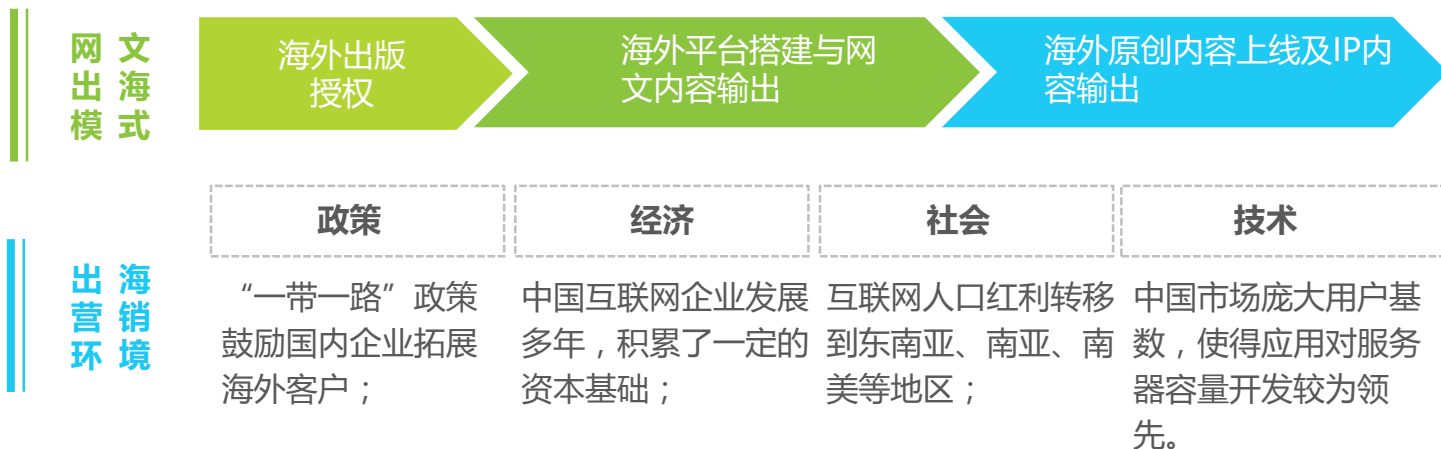 网 文
出 海
模 式
海外出版
授权
海外平台搭建与网
文内容输出
海外原创内容上线及IP内
容输出
出 海
营 销
环 境
政策
“一带一路”政策
鼓励国内企业拓展
海外客户；
经济
中国互联网企业发展
多年，积累了一定的
资本基础；
社会
互联网人口红利转移
到东南亚、南亚、南
美等地区；
技术
中国市场庞大用户基
数，使得应用对服务
器容量开发较为领
先。